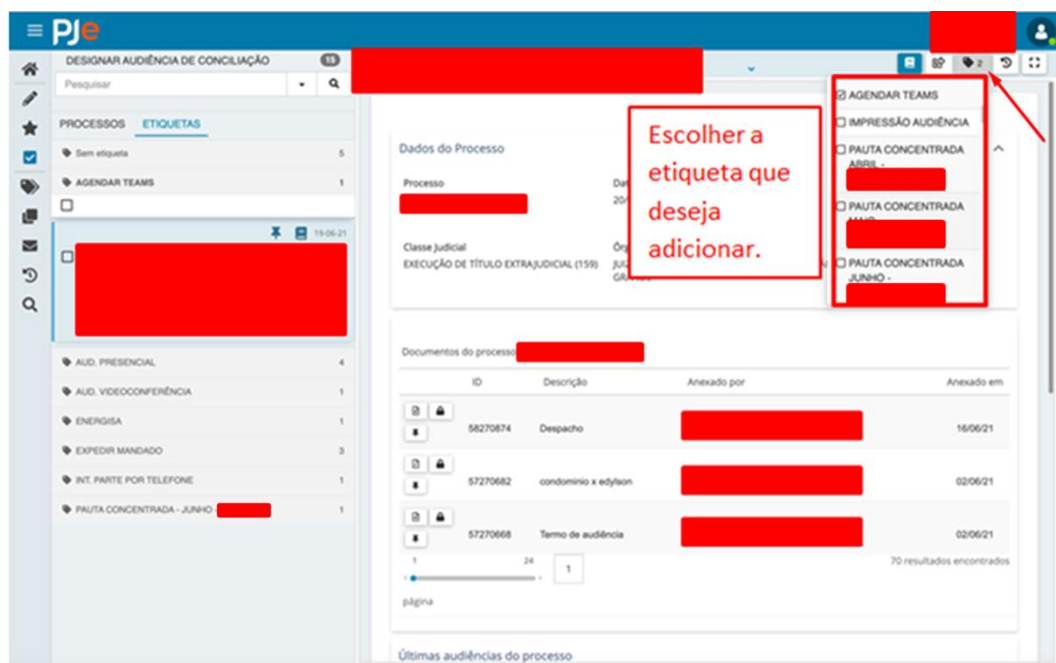 PJe
DESIGNAR AUDIÊNCIA DE CONCILIAÇÃO 19
2
Pesquisar
PROCESSOS ETIQUETAS
Sem etiqueta 5
AGENDAR TEAMS 1
19-06-21
AUD. PRESENCIAL 4
AUD. VIDEOCONFERÊNCIA 1
ENERGISA 1
EXPEDIR MANDADO 3
INT. PARTE POR TELEFONE 1
PAUTA CONCENTRADA - JUNHO - 1
Dados do Processo
Processo
20/
Classe Judicial
EXECUÇÃO DE TÍTULO EXTRAJUDICIAL (159)
Escolher a
etiqueta que
deseja
adicionar.
AGENDAR TEAMS
IMPRESSÃO AUDIÊNCIA
PAUTA CONCENTRADA
ABRIL -
PAUTA CONCENTRADA
PAUTA CONCENTRADA
JUNHO -
Documentos do processo
ID Descrição Anexado por Anexado em
58270874 Despacho 16/06/21
57270682 condominio x edylson 02/06/21
57270668 Termo de audiência 02/06/21
1 24 1 70 resultados encontrados
página
Últimas audiências do processo